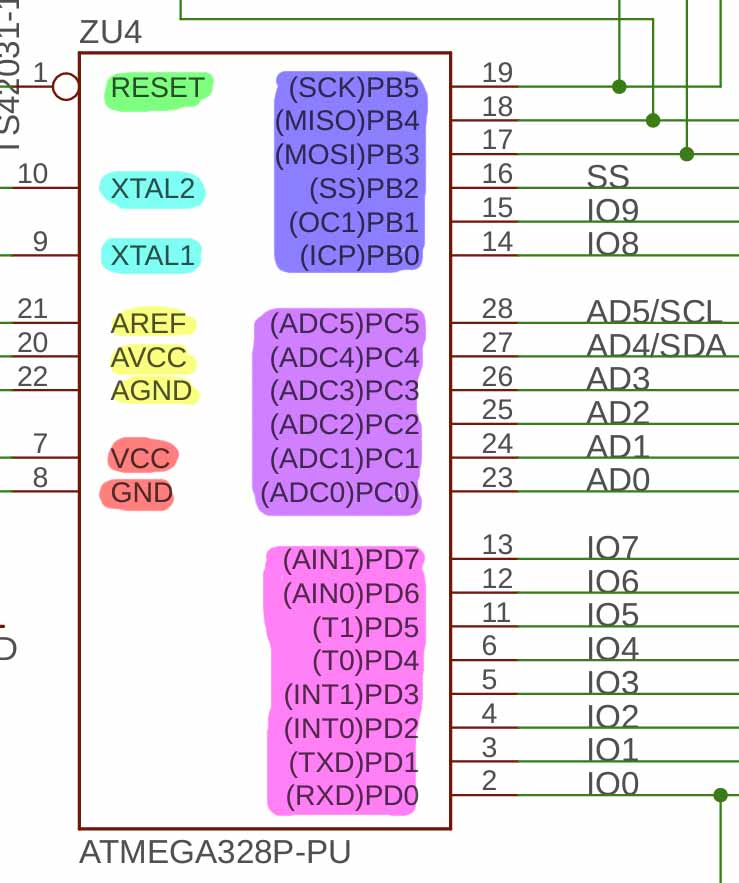 ZU4
TS42031-1
1 RESET (SCK)PB5 19
(MISO)PB4 18
(MOSI)PB3 17
10 XTAL2 (SS)PB2 16 SS
(OC1)PB1 15 IO9
9 XTAL1 (ICP)PB0 14 IO8
21 AREF (ADC5)PC5 28 AD5/SCL
20 AVCC (ADC4)PC4 27 AD4/SDA
22 AGND (ADC3)PC3 26 AD3
(ADC2)PC2 25 AD2
7 VCC (ADC1)PC1 24 AD1
8 GND (ADC0)PC0) 23 AD0
(AIN1)PD7 13 IO7
(AIN0)PD6 12 IO6
(T1)PD5 11 IO5
(T0)PD4 6 IO4
(INT1)PD3 5 IO3
(INT0)PD2 4 IO2
(TXD)PD1 3 IO1
(RXD)PD0 2 IO0
ATMEGA328P-PU